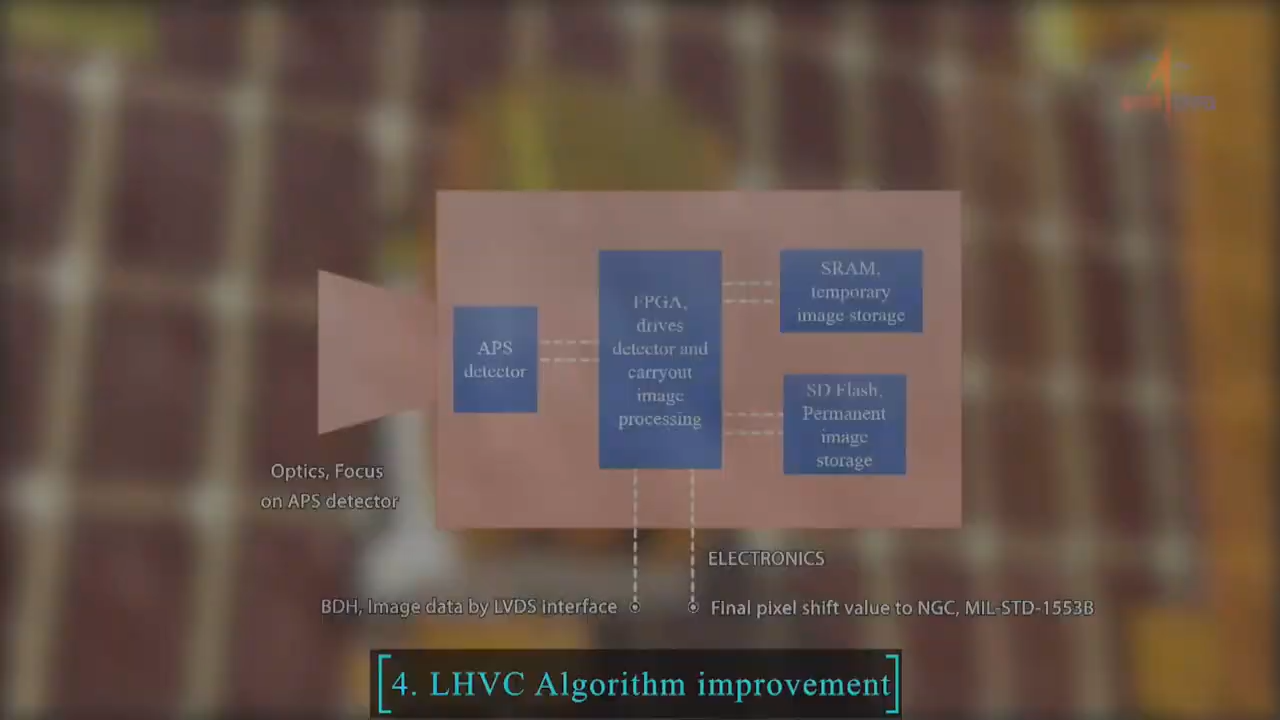 APS
detector
FPGA,
drives
detector and
carryout
image
processing
SRAM,
temporary
image storage
SD Flash,
Permanent
image
storage
Optics, Focus
on APS detector
ELECTRONICS
BDH, Image data by LVDS interface
Final pixel shift value to NGC, MIL-STD-1553B
[4. LHVC Algorithm improvement]